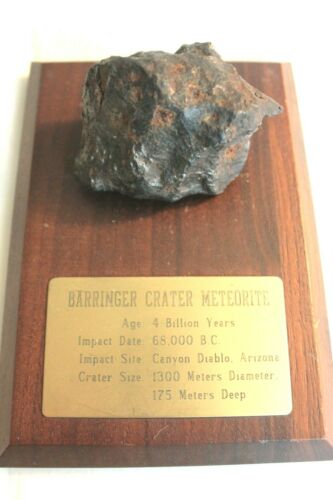 BARRINGER CRATER METEORITE
Age 4 Billion Years
Impact Date 68,000 B.C.
Impact Site Canyon Diablo, Arizona
Crater Size 1300 Meters Diameter.
175 Meters Deep